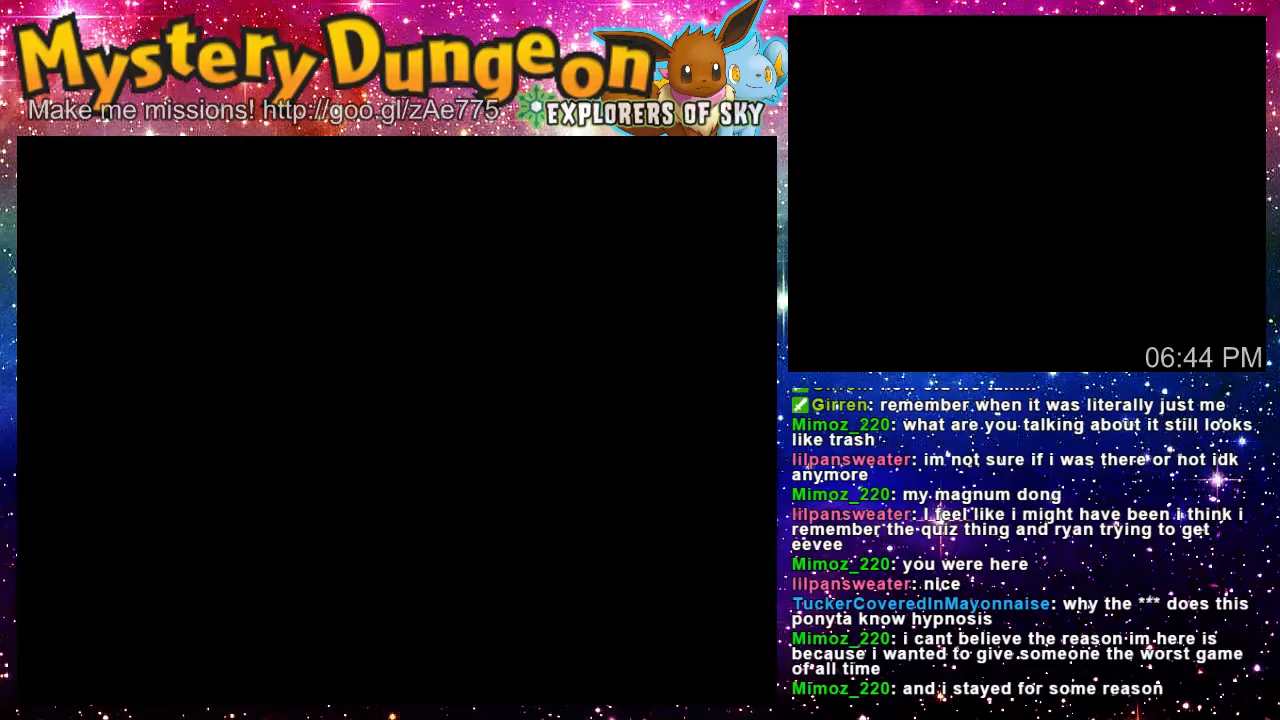 Mystery Dungeon
Make me missions! http://goo.gl/zAe775
EXPLORERS OF SKY
06:44 PM
Girren: remember when it was literally just me
Mimoz_220: what are you talking about it still looks
like trash
lilpansweater: im not sure if i was there or not idk
anymore
Mimoz_220: my magnum dong
lilpansweater: I feel like i might have been i think i
remember the quiz thing and ryan trying to get
eevee
Mimoz_220: you were here
lilpansweater: nice
TuckerCoveredInMayonnaise: why the *** does this
ponyta know hypnosis
Mimoz_220: i cant believe the reason im here is
because i wanted to give someone the worst game
of all time
Mimoz_220: and i stayed for some reason